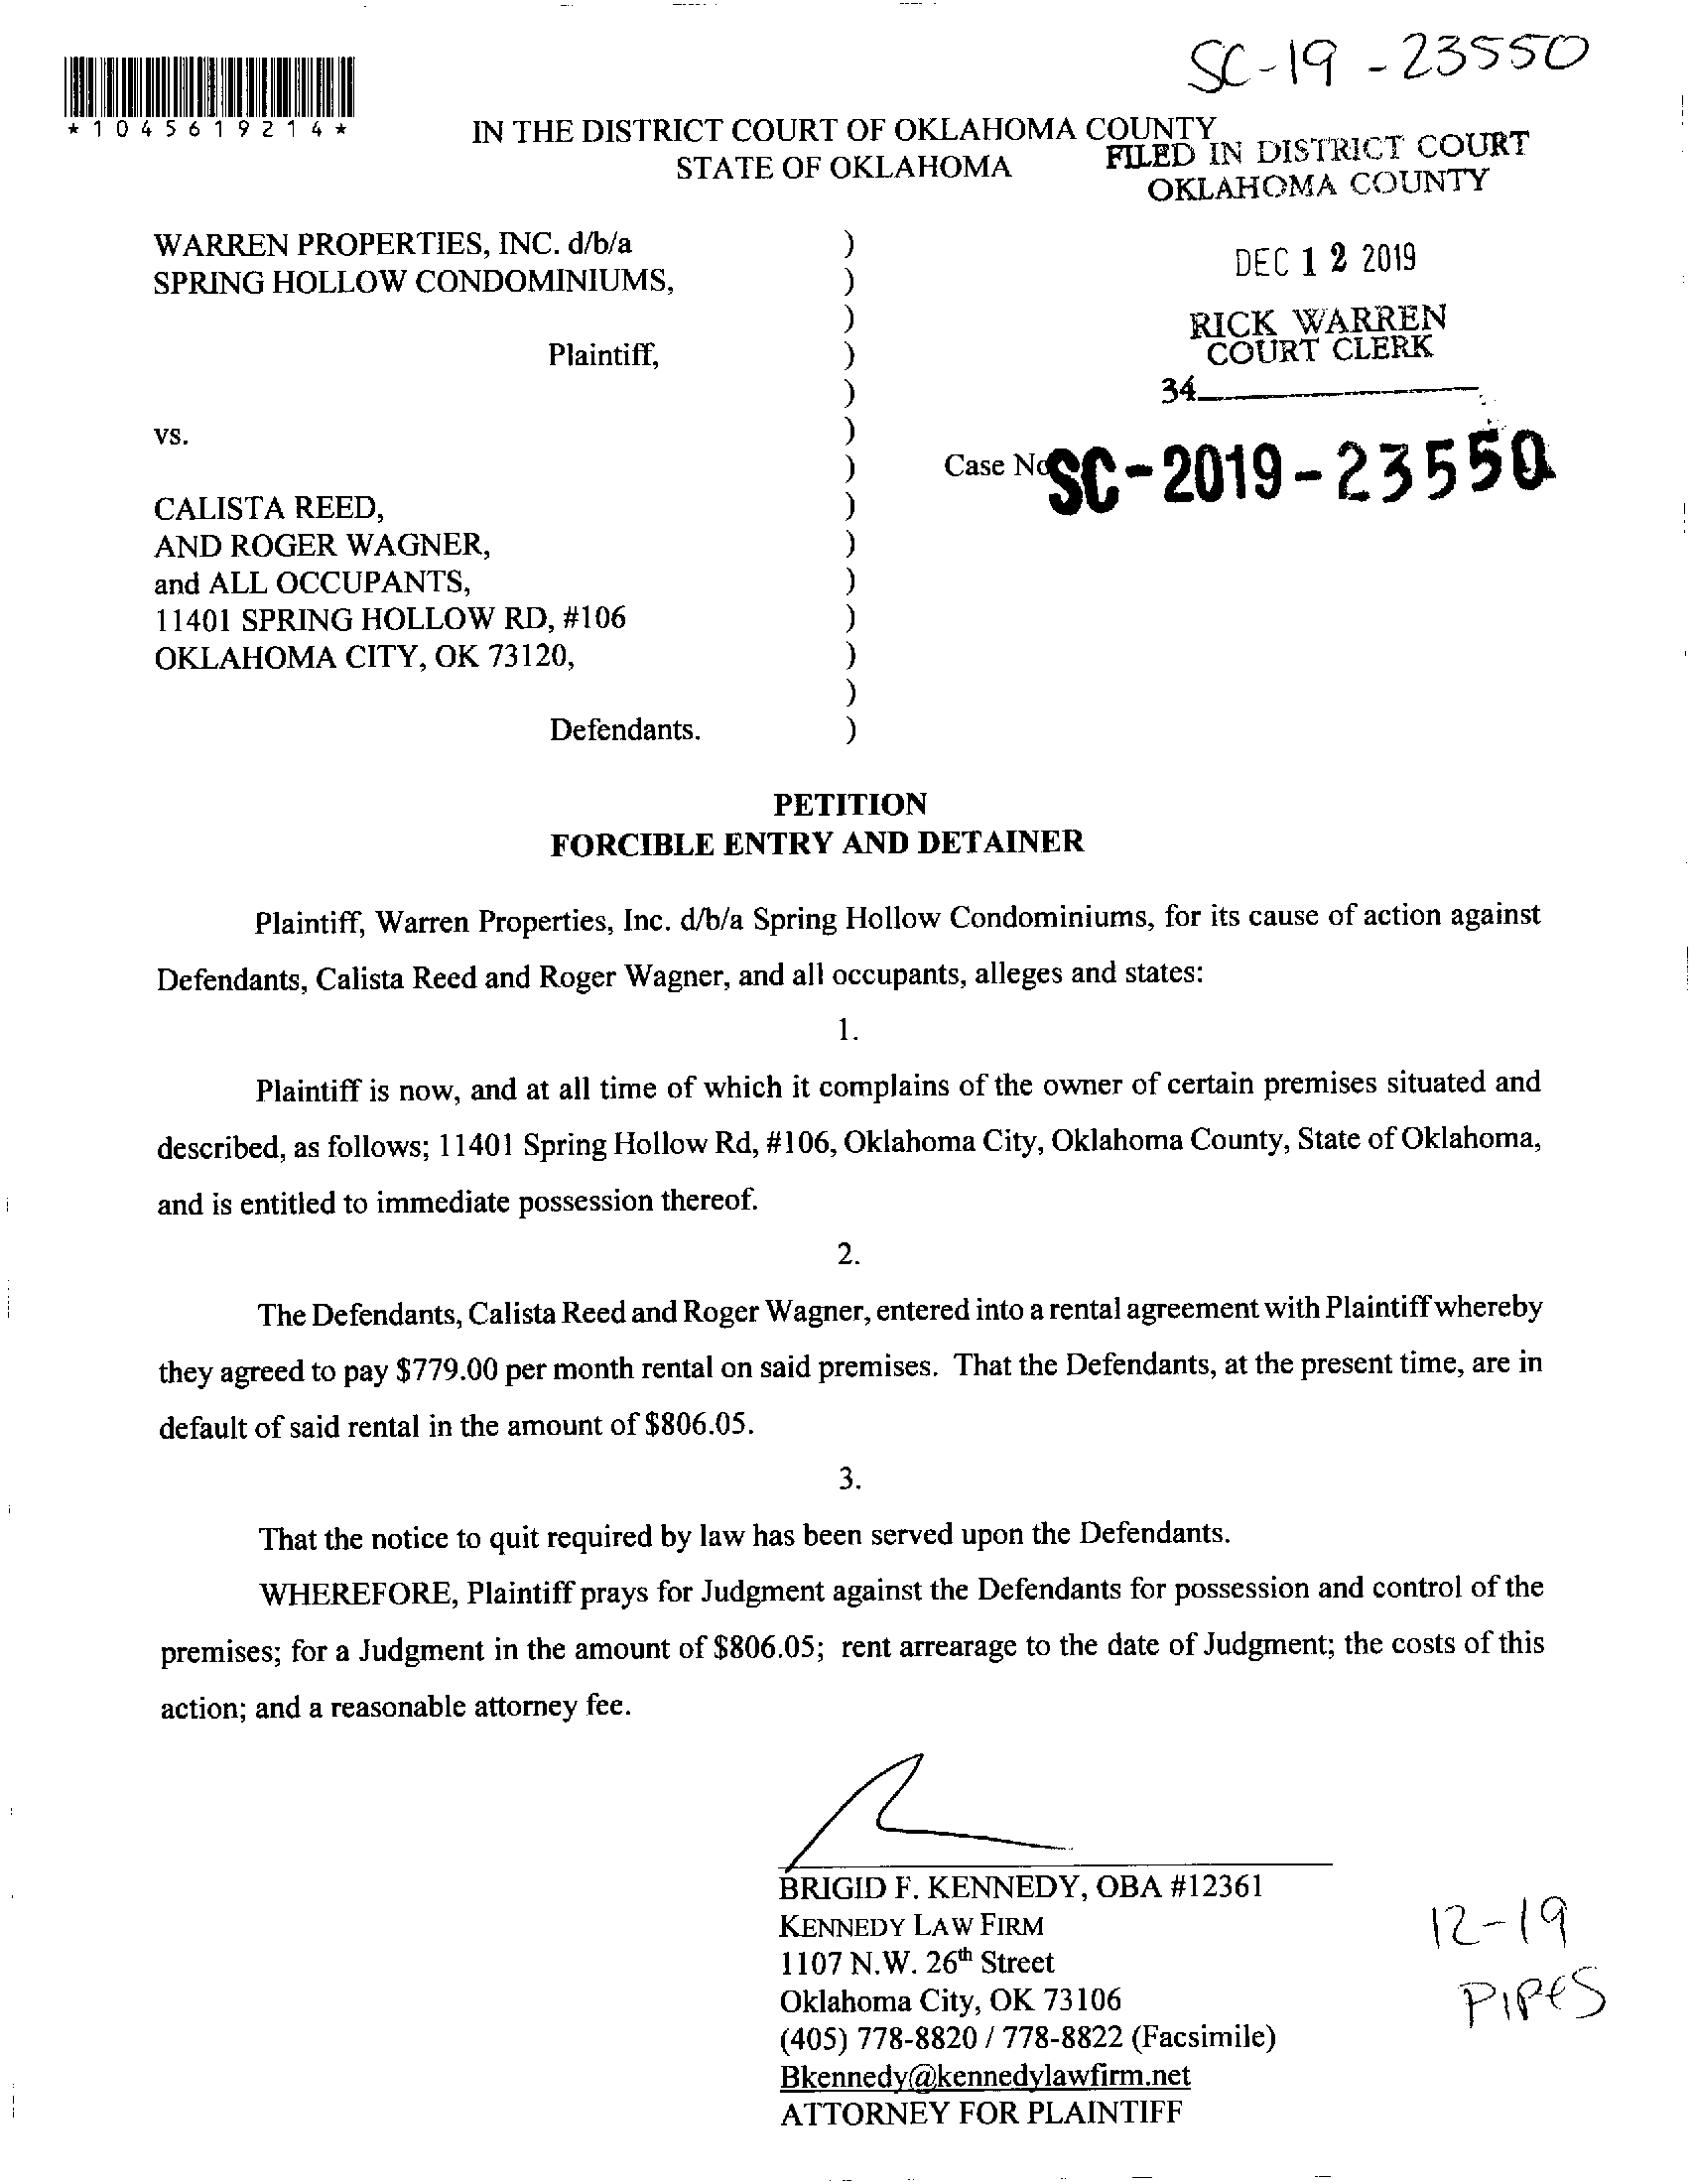 SC-19-23550
*1045619214*
IN THE DISTRICT COURT OF OKLAHOMA COUNTY
STATE OF OKLAHOMA
FILED IN DISTRICT COURT
OKLAHOMA COUNTY
DEC 12 2019
RICK WARREN
COURT CLERK
34
WARREN PROPERTIES, INC. d/b/a )
SPRING HOLLOW CONDOMINIUMS, )
)
Plaintiff, )
)
vs. )
) Case No SC-2019-23550
CALISTA REED, )
AND ROGER WAGNER, )
and ALL OCCUPANTS, )
11401 SPRING HOLLOW RD, #106 )
OKLAHOMA CITY, OK 73120, )
)
Defendants. )
PETITION
FORCIBLE ENTRY AND DETAINER
Plaintiff, Warren Properties, Inc. d/b/a Spring Hollow Condominiums, for its cause of action against
Defendants, Calista Reed and Roger Wagner, and all occupants, alleges and states:
1.
Plaintiff is now, and at all time of which it complains of the owner of certain premises situated and
described, as follows; 11401 Spring Hollow Rd, #106, Oklahoma City, Oklahoma County, State of Oklahoma,
and is entitled to immediate possession thereof.
2.
The Defendants, Calista Reed and Roger Wagner, entered into a rental agreement with Plaintiff whereby
they agreed to pay $779.00 per month rental on said premises. That the Defendants, at the present time, are in
default of said rental in the amount of $806.05.
3.
That the notice to quit required by law has been served upon the Defendants.
WHEREFORE, Plaintiff prays for Judgment against the Defendants for possession and control of the
premises; for a Judgment in the amount of $806.05; rent arrearage to the date of Judgment; the costs of this
action; and a reasonable attorney fee.
BRIGID F. KENNEDY, OBA #12361
KENNEDY LAW FIRM
1107 N.W. 26th Street
Oklahoma City, OK 73106
(405) 778-8820 / 778-8822 (Facsimile)
Bkennedy@kennedylawfirm.net
ATTORNEY FOR PLAINTIFF
12-19
PIPES